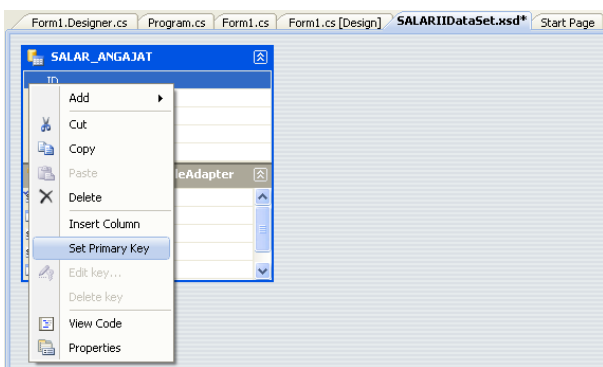 Form1.Designer.cs Program.cs Form1.cs Form1.cs [Design] SALARIIDataSet.xsd* Start Page
SALAR_ANGAJAT
ID
Add
Cut
Copy
Paste leAdapter
Delete
Insert Column
Set Primary Key
Edit key...
Delete key
View Code
Properties